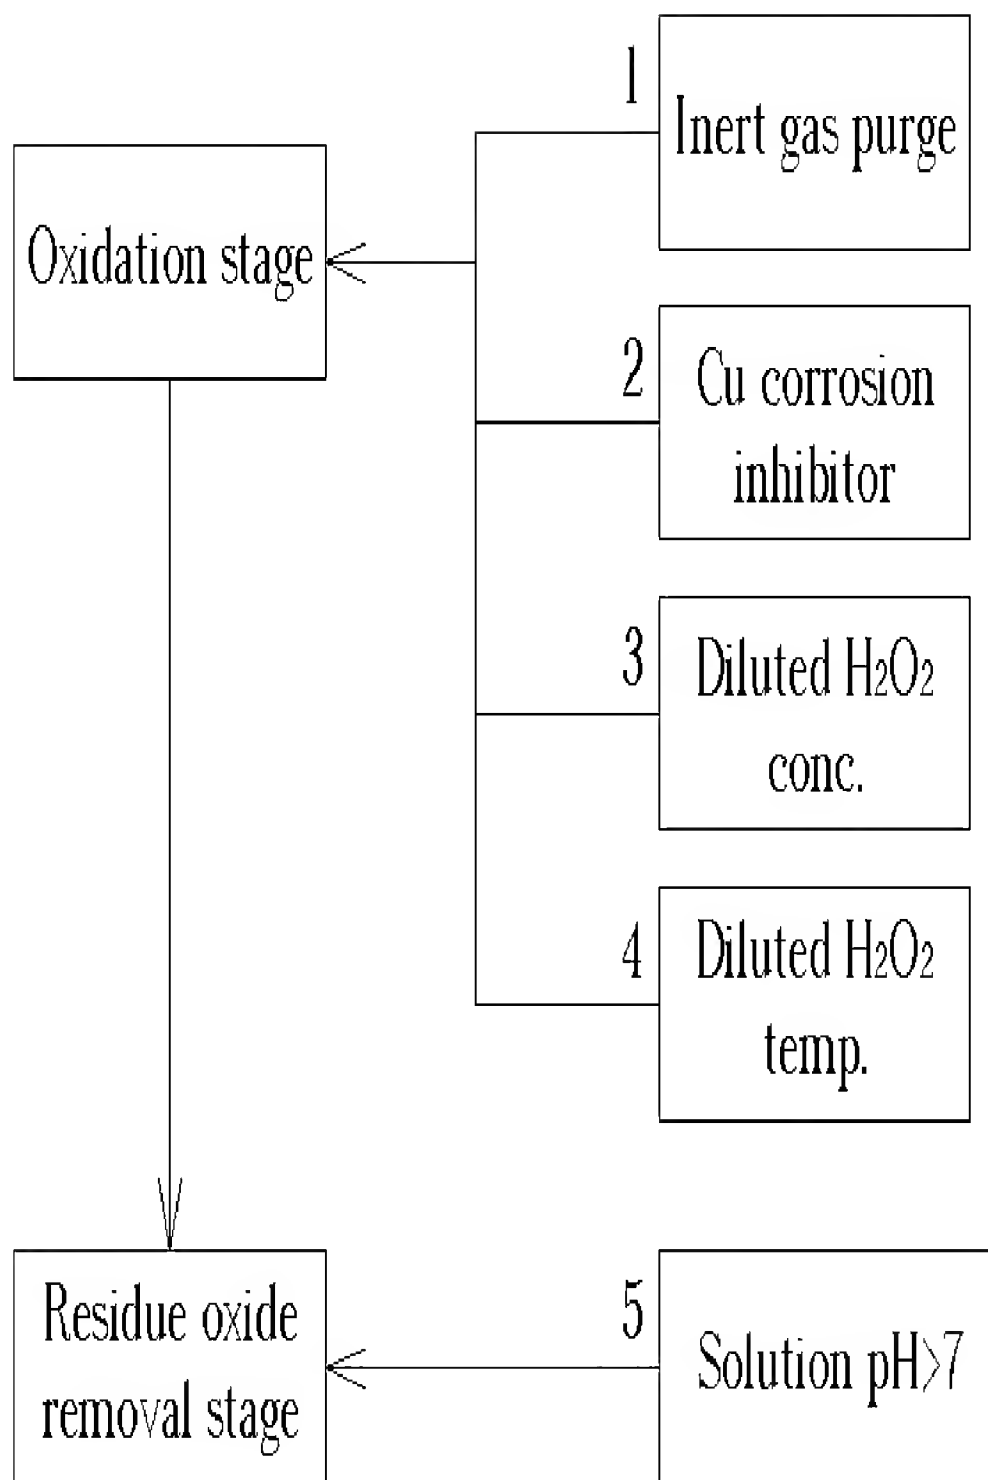 1
Inert gas purge
Oxidation stage
2
Cu corrosion
inhibitor
3
Diluted H₂O₂
conc.
4
Diluted H₂O₂
temp.
Residue oxide
removal stage
5
Solution pH>7